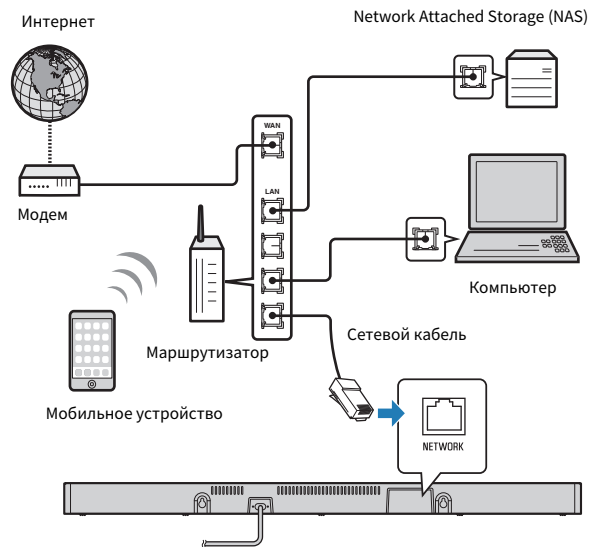 Интернет
Network Attached Storage (NAS)
WAN
LAN
Модем
Компьютер
Маршрутизатор
Сетевой кабель
Мобильное устройство
NETWORK